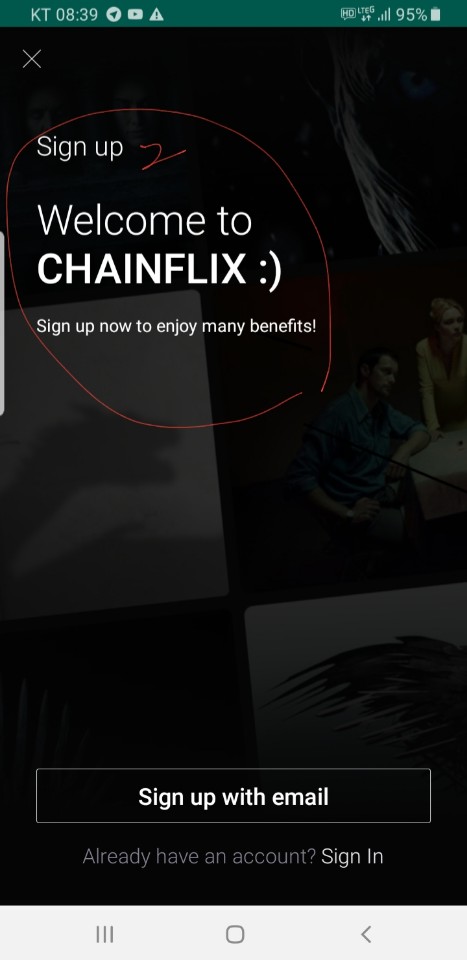 KT 08:39 HD LTE G 95%
Sign up 2
Welcome to
CHAINFLIX :)
Sign up now to enjoy many benefits!
Sign up with email
Already have an account? Sign In